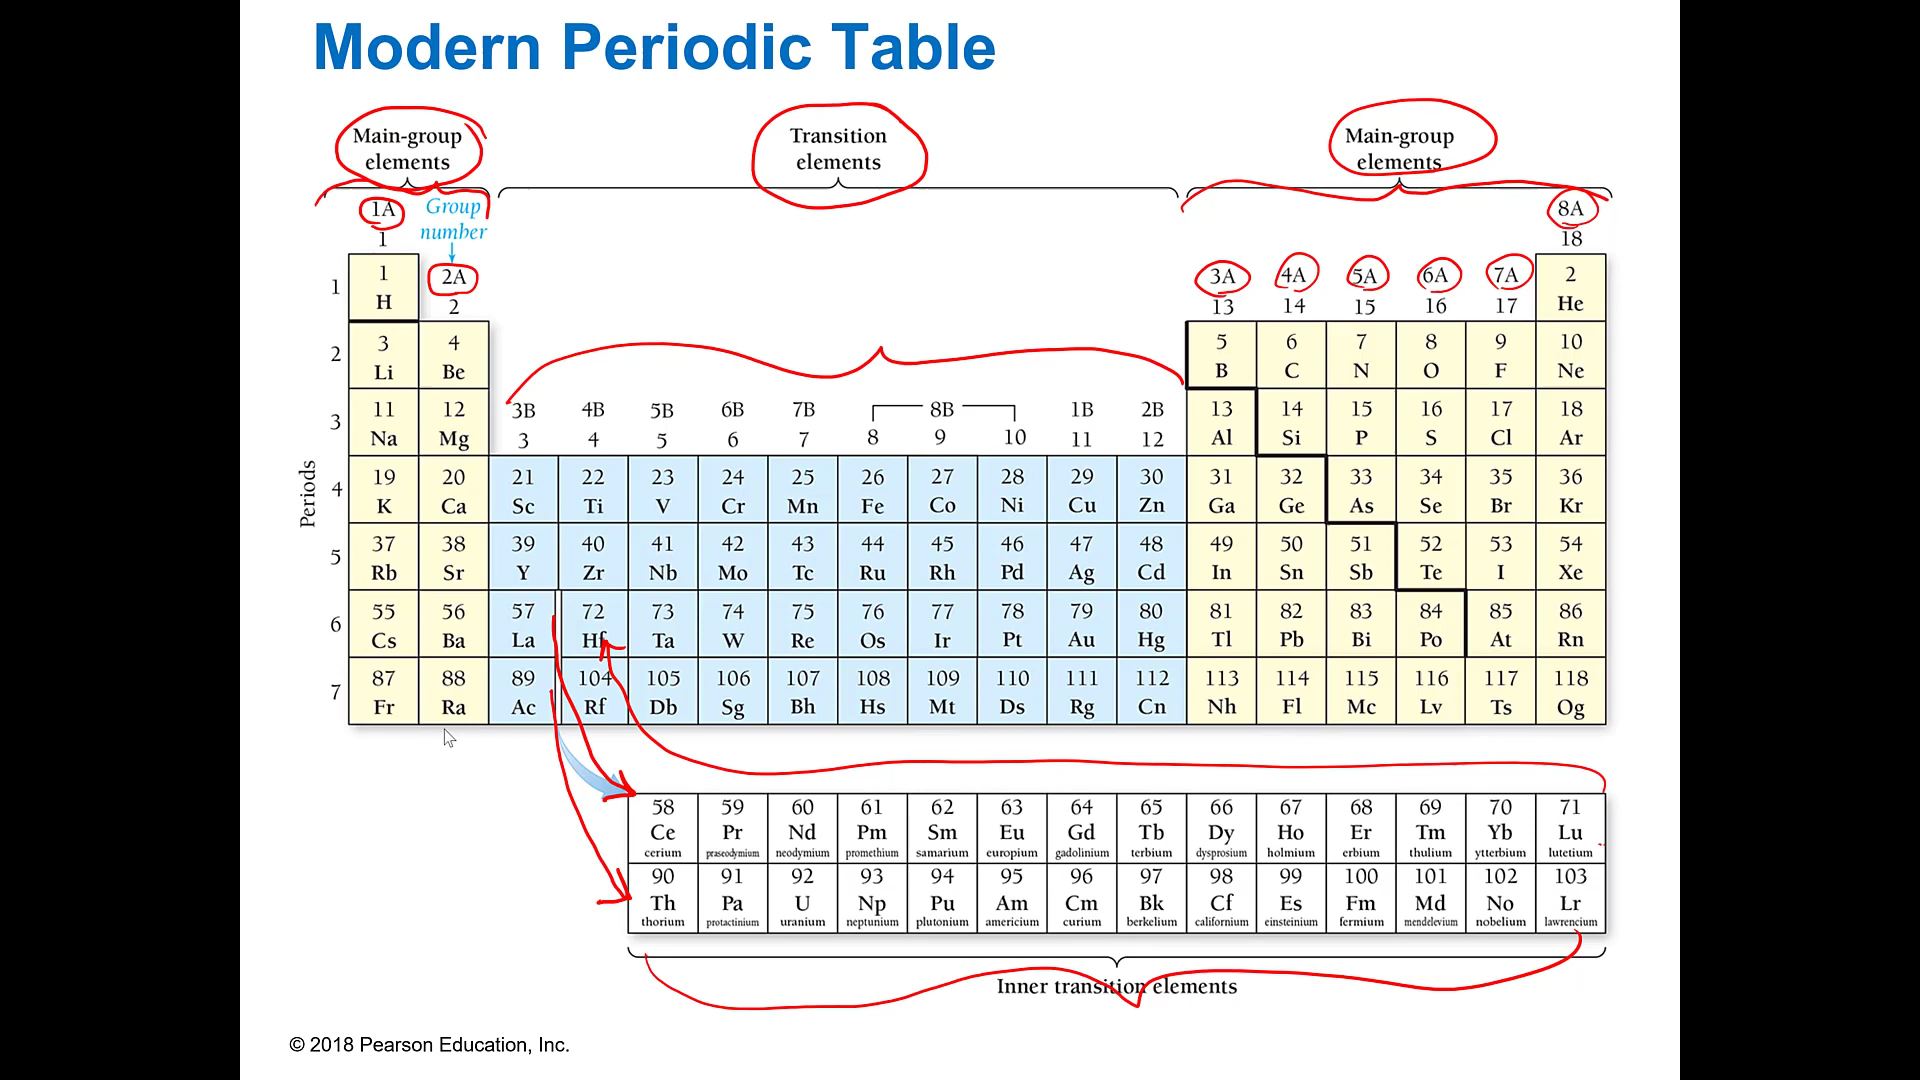 Modern Periodic Table
Main-group
elements
Transition
elements
Main-group
elements
1A
Group
number
8A
1
18
2A
3A 4A 5A 6A 7A
2
13 14 15 16 17
3B 4B 5B 6B 7B 8B 1B 2B
3 4 5 6 7 8 9 10 11 12
Periods
1
1 2
H He
2
3 4 5 6 7 8 9 10
Li Be B C N O F Ne
3
11 12 13 14 15 16 17 18
Na Mg Al Si P S Cl Ar
4
19 20 21 22 23 24 25 26 27 28 29 30 31 32 33 34 35 36
K Ca Sc Ti V Cr Mn Fe Co Ni Cu Zn Ga Ge As Se Br Kr
5
37 38 39 40 41 42 43 44 45 46 47 48 49 50 51 52 53 54
Rb Sr Y Zr Nb Mo Tc Ru Rh Pd Ag Cd In Sn Sb Te I Xe
6
55 56 57 72 73 74 75 76 77 78 79 80 81 82 83 84 85 86
Cs Ba La Hf Ta W Re Os Ir Pt Au Hg Tl Pb Bi Po At Rn
7
87 88 89 104 105 106 107 108 109 110 111 112 113 114 115 116 117 118
Fr Ra Ac Rf Db Sg Bh Hs Mt Ds Rg Cn Nh Fl Mc Lv Ts Og
58 59 60 61 62 63 64 65 66 67 68 69 70 71
Ce Pr Nd Pm Sm Eu Gd Tb Dy Ho Er Tm Yb Lu
cerium praseodymium neodymium promethium samarium europium gadolinium terbium dysprosium holmium erbium thulium ytterbium lutetium
90 91 92 93 94 95 96 97 98 99 100 101 102 103
Th Pa U Np Pu Am Cm Bk Cf Es Fm Md No Lr
thorium protactinium uranium neptunium plutonium americium curium berkelium californium einsteinium fermium mendelevium nobelium lawrencium
Inner transition elements
© 2018 Pearson Education, Inc.